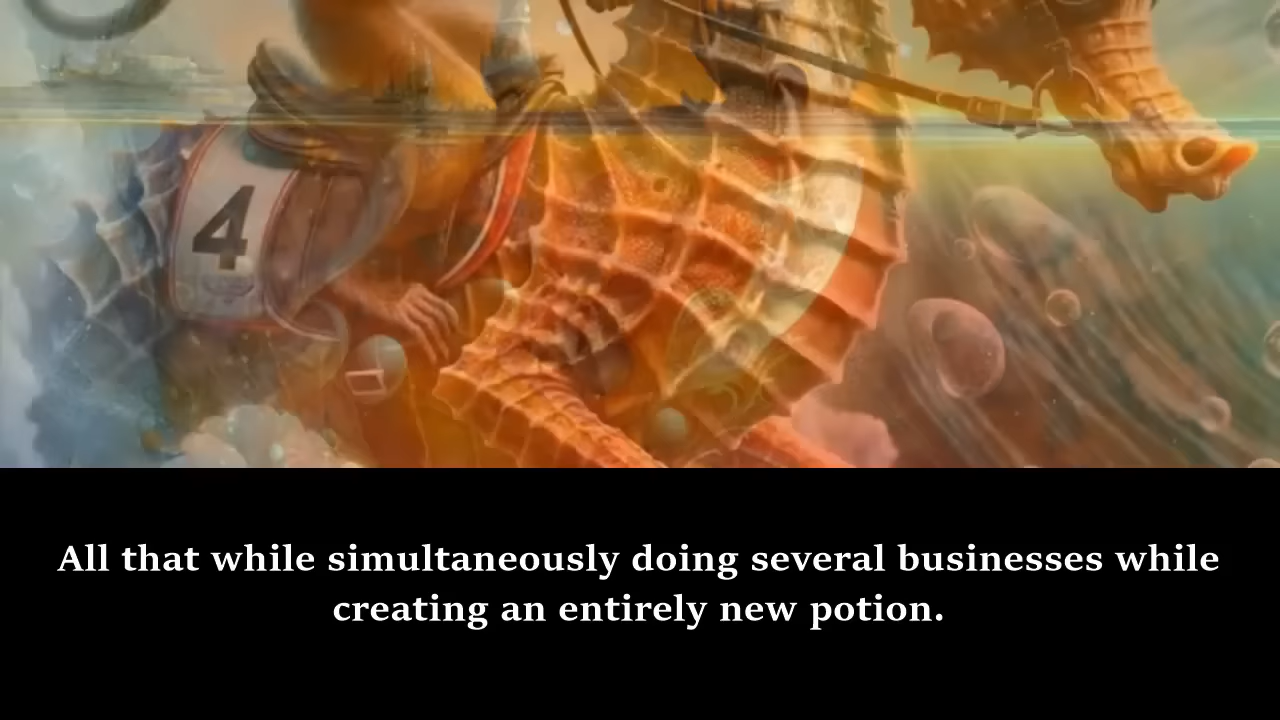 4
All that while simultaneously doing several businesses while
creating an entirely new potion.